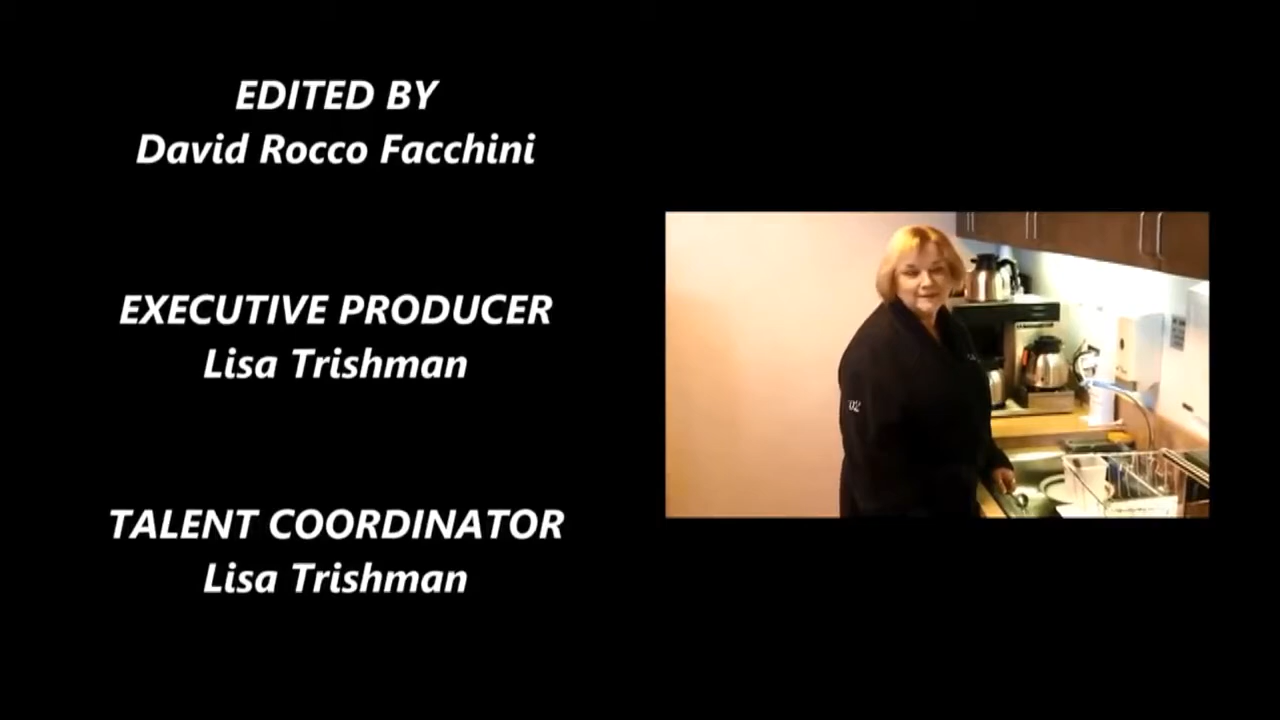 EDITED BY
David Rocco Facchini
EXECUTIVE PRODUCER
Lisa Trishman
TALENT COORDINATOR
Lisa Trishman